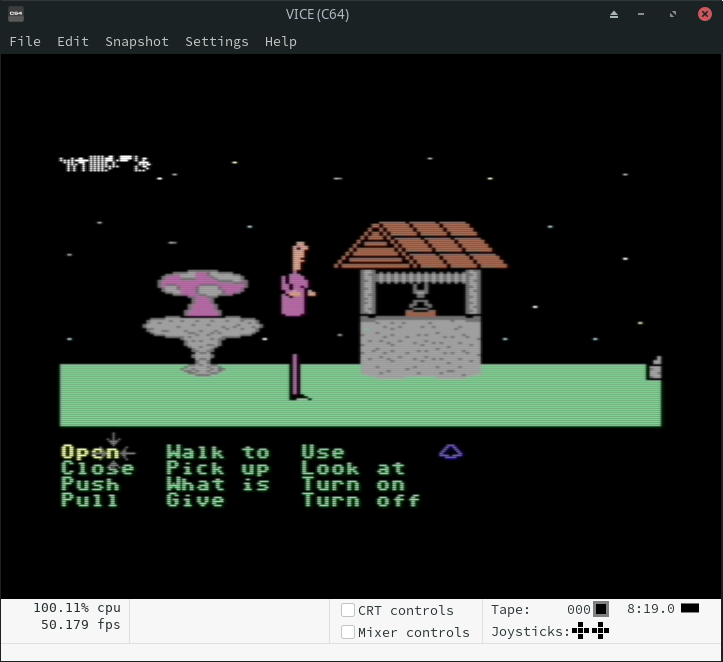 C64
VICE (C64)
File Edit Snapshot Settings Help
Open Walk to Use
Close Pick up Look at
Push What is Turn on
Pull Give Turn off
100.11% cpu
50.179 fps
CRT controls
Mixer controls
Tape: 000 8:19.0
Joysticks: